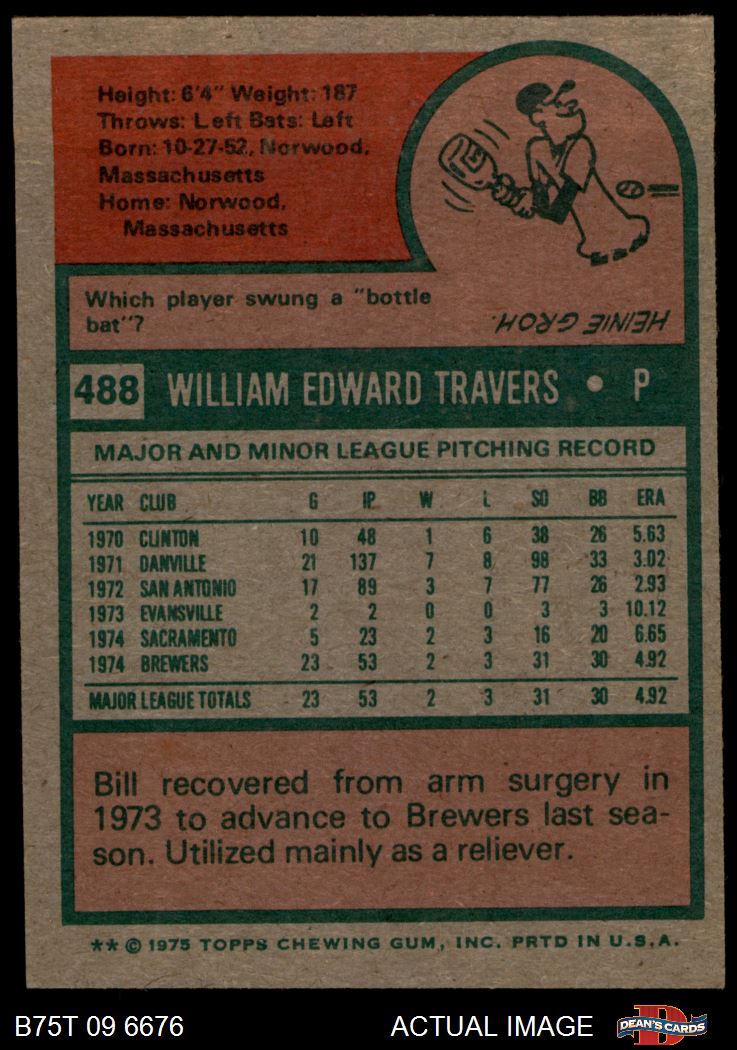 Height: 6'4" Weight: 187
Throws: Left Bats: Left
Born: 10-27-52, Norwood,
Massachusetts
Home: Norwood,
Massachusetts
Which player swung a "bottle
bat"?
HEINIE GROH.
488 WILLIAM EDWARD TRAVERS • P
MAJOR AND MINOR LEAGUE PITCHING RECORD
YEAR CLUB G IP W L SO BB ERA
1970 CLINTON 10 48 1 6 38 26 5.63
1971 DANVILLE 21 137 7 8 98 33 3.02
1972 SAN ANTONIO 17 89 3 7 77 26 2.93
1973 EVANSVILLE 2 2 0 0 3 3 10.12
1974 SACRAMENTO 5 23 2 3 16 20 6.65
1974 BREWERS 23 53 2 3 31 30 4.92
MAJOR LEAGUE TOTALS 23 53 2 3 31 30 4.92
Bill recovered from arm surgery in
1973 to advance to Brewers last sea-
son. Utilized mainly as a reliever.
** © 1975 TOPPS CHEWING GUM, INC. PRTD IN U.S.A.
B75T 09 6676 ACTUAL IMAGE D DEAN'S CARDS